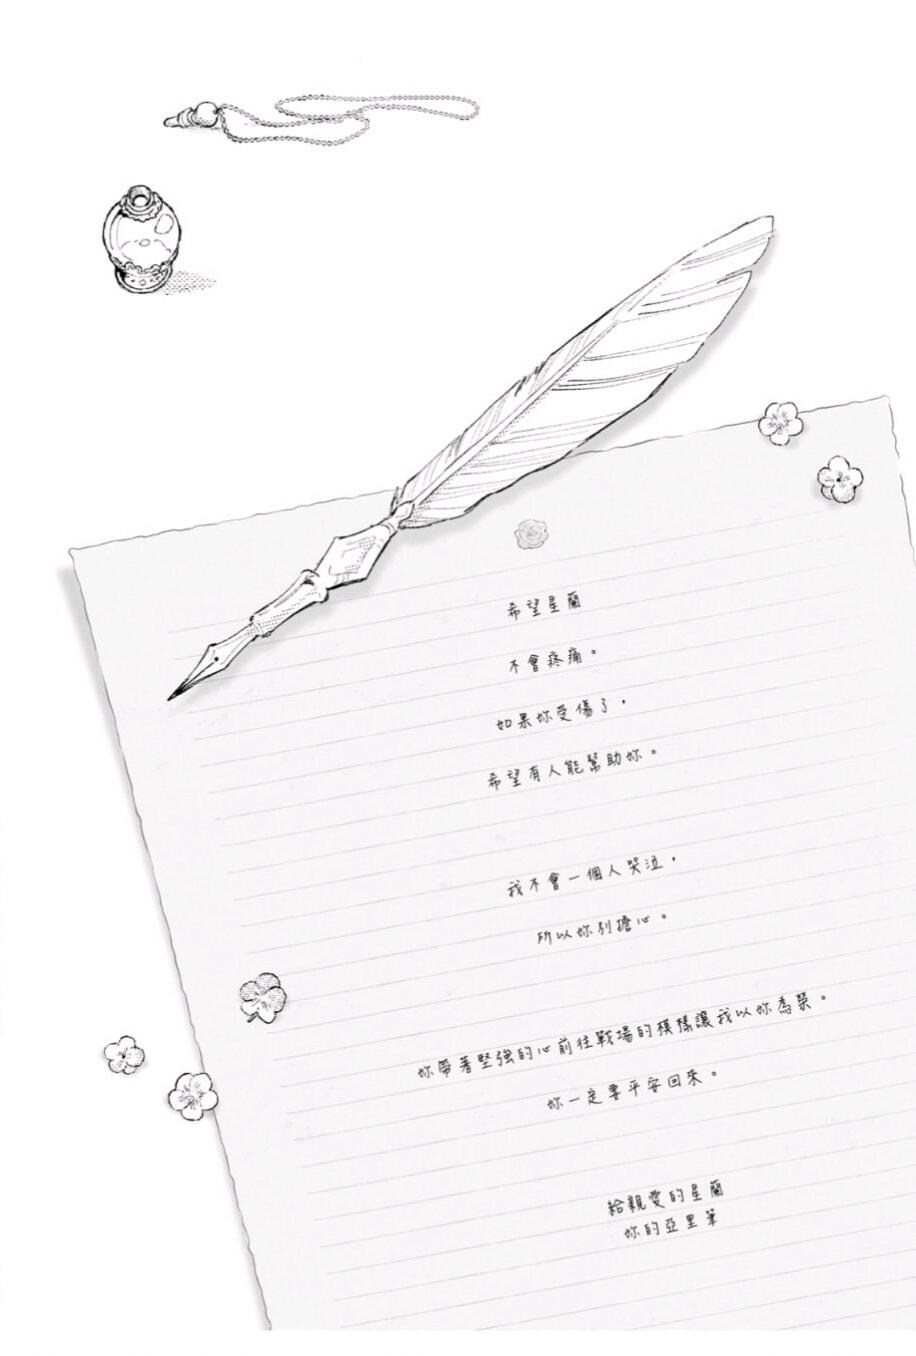 希望星蘭
不會疼痛。
如果妳受傷了，
希望有人能幫助妳。
我不會一個人哭泣，
所以妳別擔心。
妳帶著堅強的心前往戰場的模樣讓我以妳為榮。
妳一定要平安回來。
給親愛的星蘭
妳的亞里筆